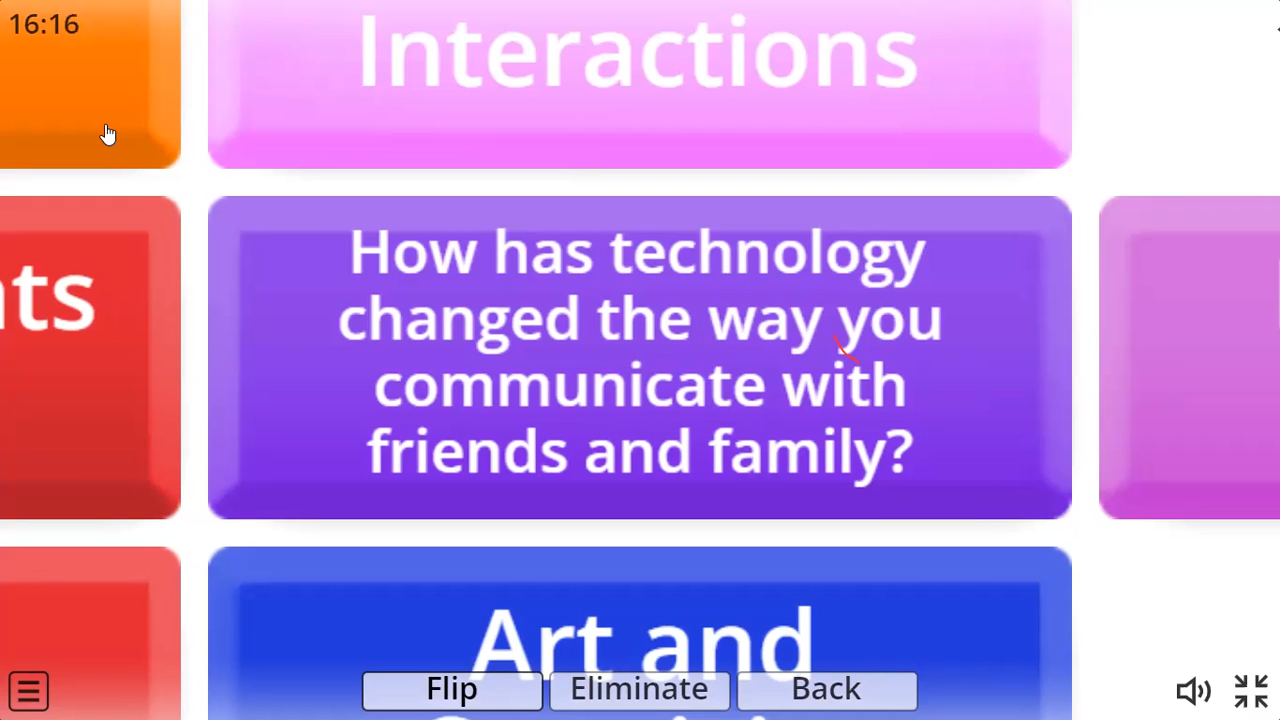 16:16
Interactions
nts
How has technology
changed the way you
communicate with
friends and family?
Art and
Flip
Eliminate
Back